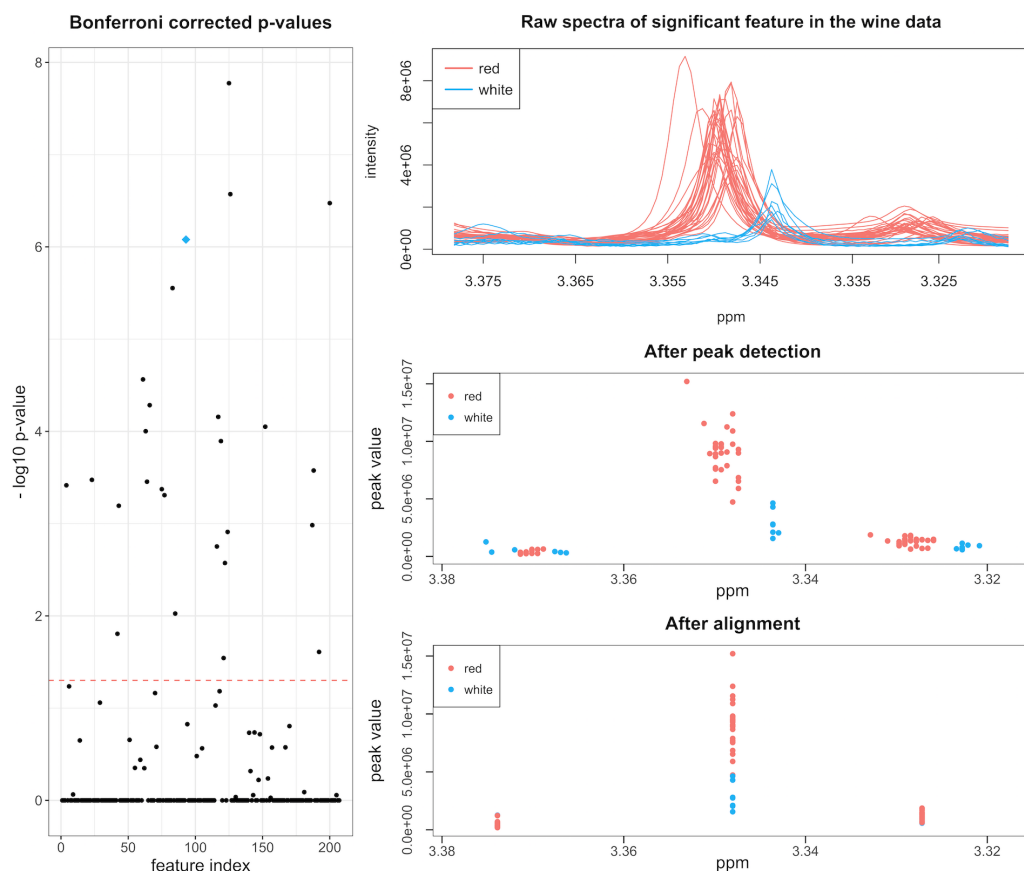 Bonferroni corrected p-values
- log10 p-value
8
6
4
2
0
0 50 100 150 200
feature index
Raw spectra of significant feature in the wine data
red
white
intensity
8e+06
4e+06
0e+00
3.375 3.365 3.355 3.345 3.335 3.325
ppm
After peak detection
red
white
peak value
1.5e+07
1.0e+07
5.0e+06
0.0e+00
3.38 3.36 3.34 3.32
ppm
After alignment
red
white
peak value
1.5e+07
1.0e+07
5.0e+06
0.0e+00
3.38 3.36 3.34 3.32
ppm